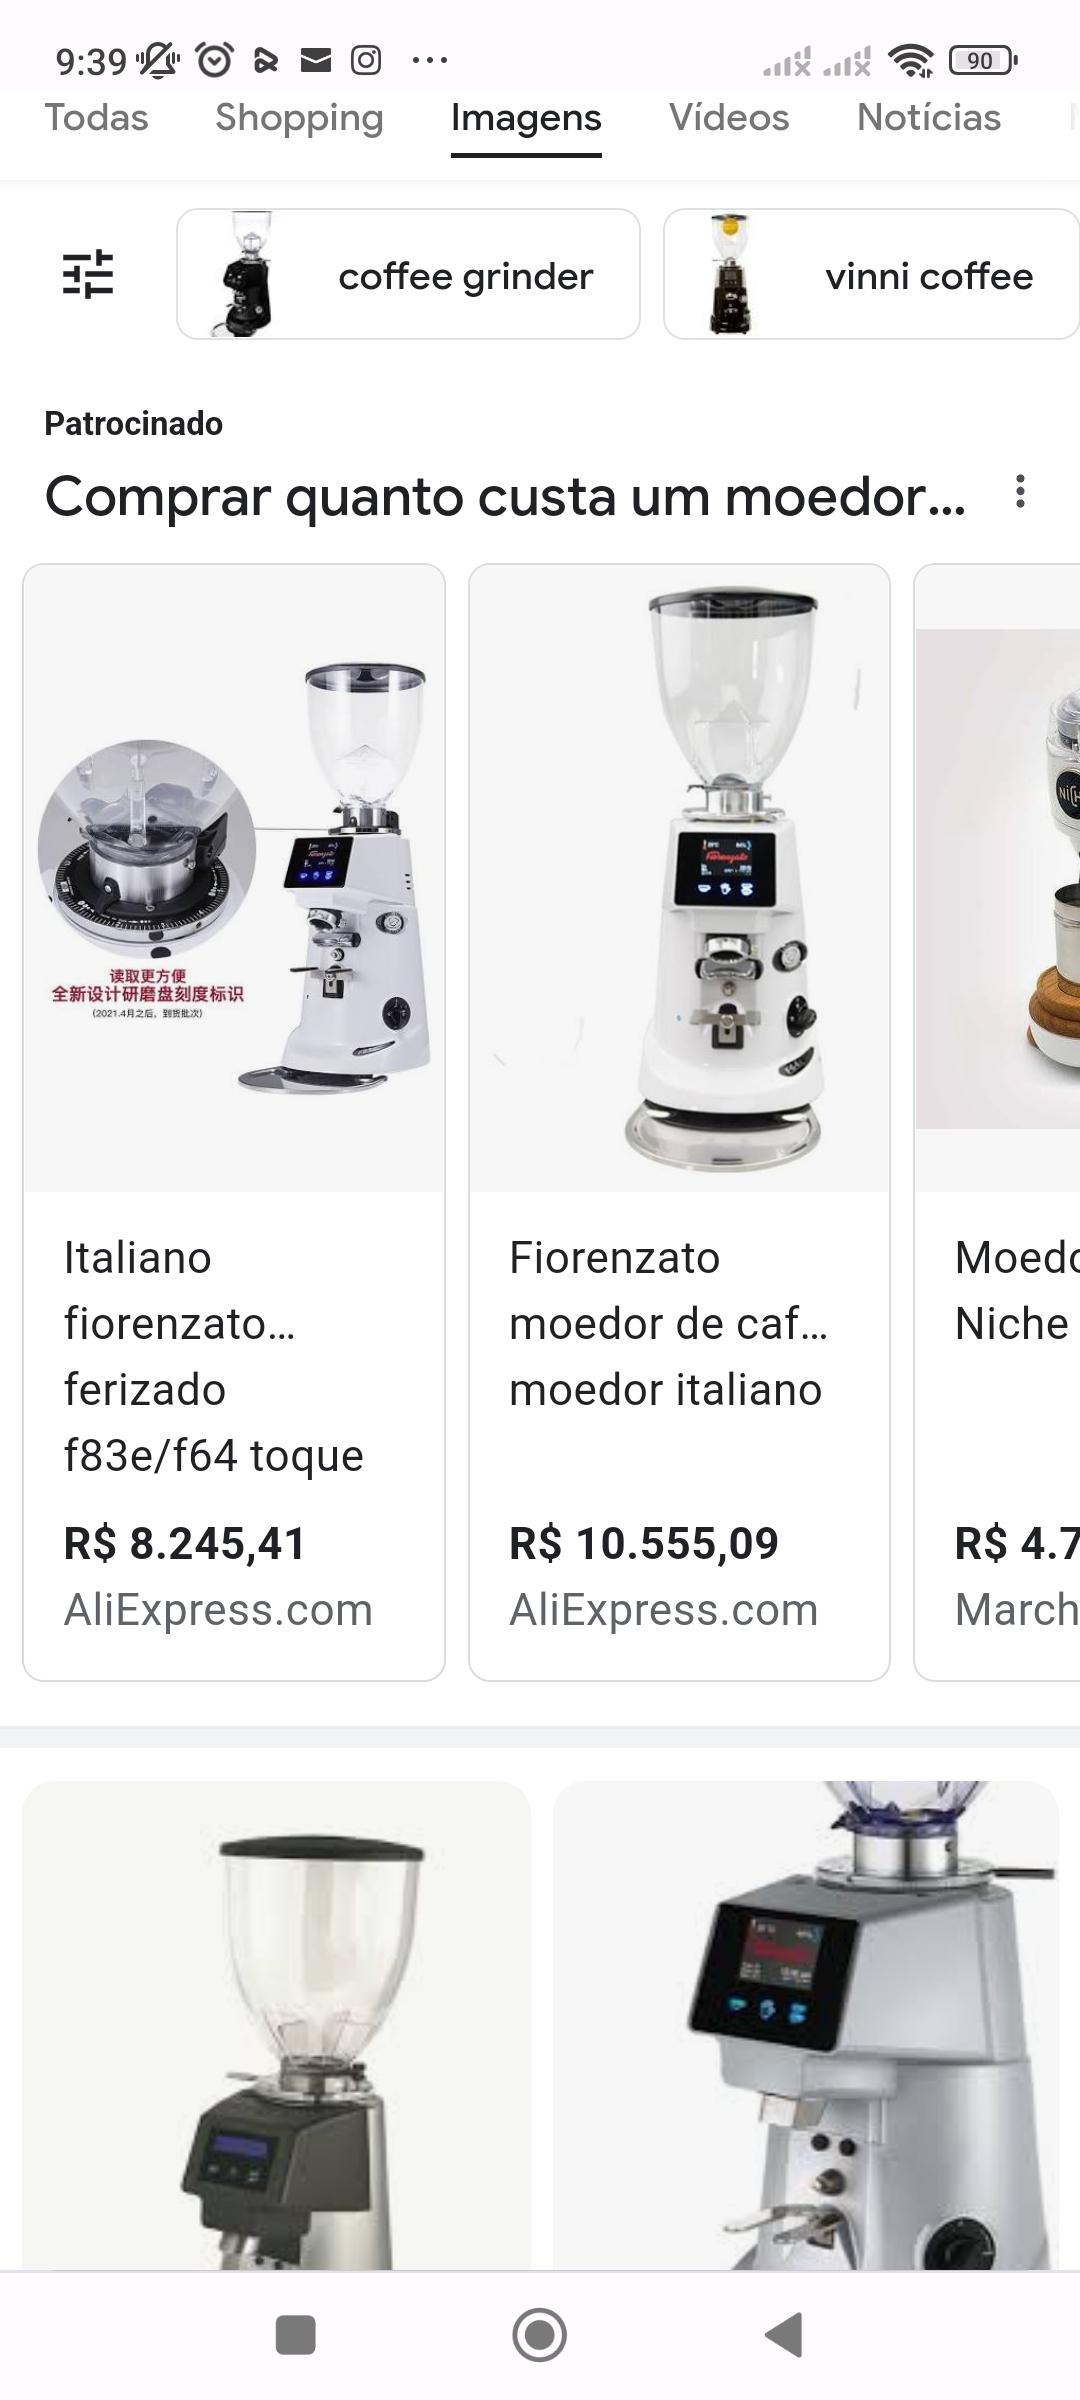 9:39
90
Todas Shopping Imagens Vídeos Notícias
coffee grinder
vinni coffee
Patrocinado
Comprar quanto custa um moedor...
读取更方便
全新设计研磨盘刻度标识
(2021.4月之后，到货批次)
Fiorenzato
Italiano
fiorenzato...
ferizado
f83e/f64 toque
R$ 8.245,41
AliExpress.com
Fiorenzato
moedor de caf...
moedor italiano
R$ 10.555,09
AliExpress.com
Niche
R$ 4.7
March